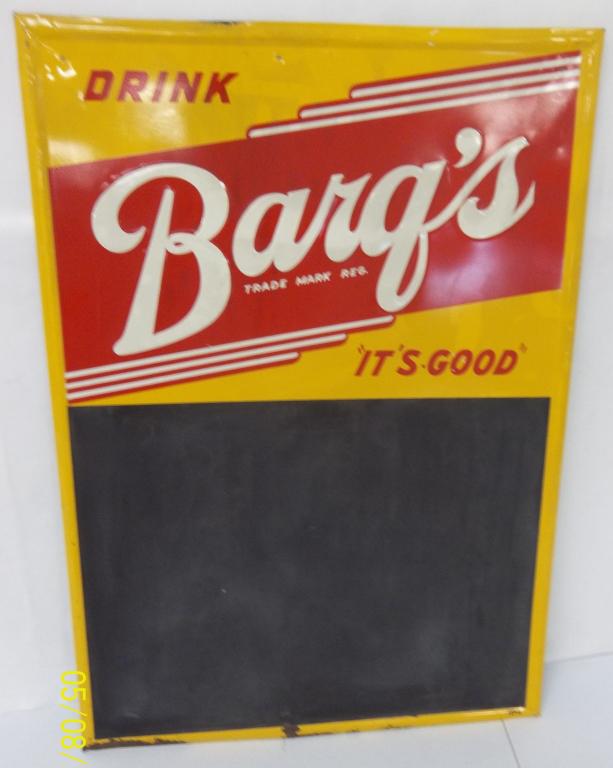 DRINK
Barq's
TRADE MARK REG.
"IT'S-GOOD"
05/08/